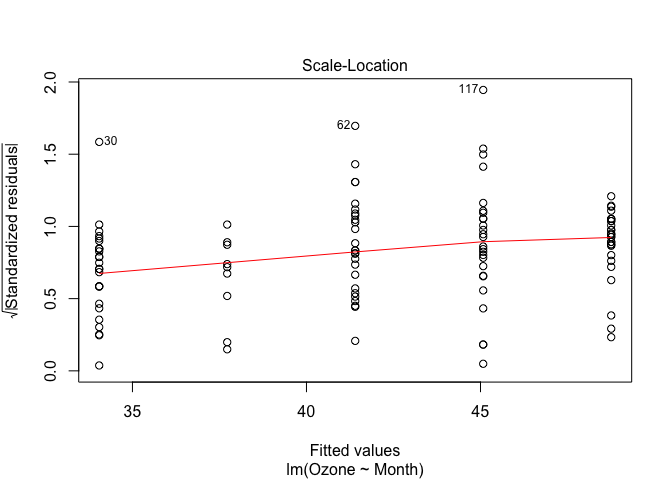 Scale-Location
√|Standardized residuals|
2.0
1.5
1.0
0.5
0.0
30
62
117
35 40 45
Fitted values
lm(Ozone ~ Month)